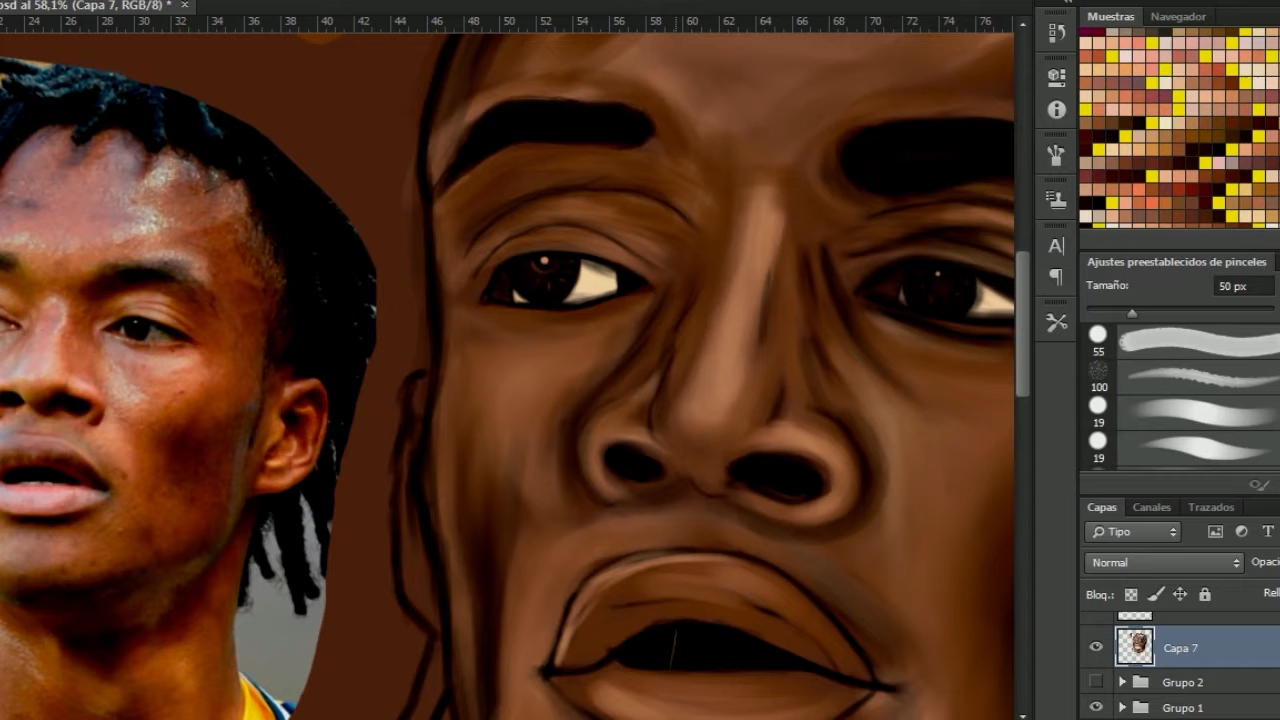 psd al 58,1% (Capa 7, RGB/8) * ×
22 24 26 28 30 32 34 36 38 40 42 44 46 48 50 52 54 56 58 60 62 64 66 68 70 72 74 76
Muestras Navegador
Ajustes preestablecidos de pinceles
Tamaño: 50 px
55
100
19
19
Capas Canales Trazados
Tipo T
Normal Opaci
Bloq.: Rell
Capa 7
Grupo 2
Grupo 1